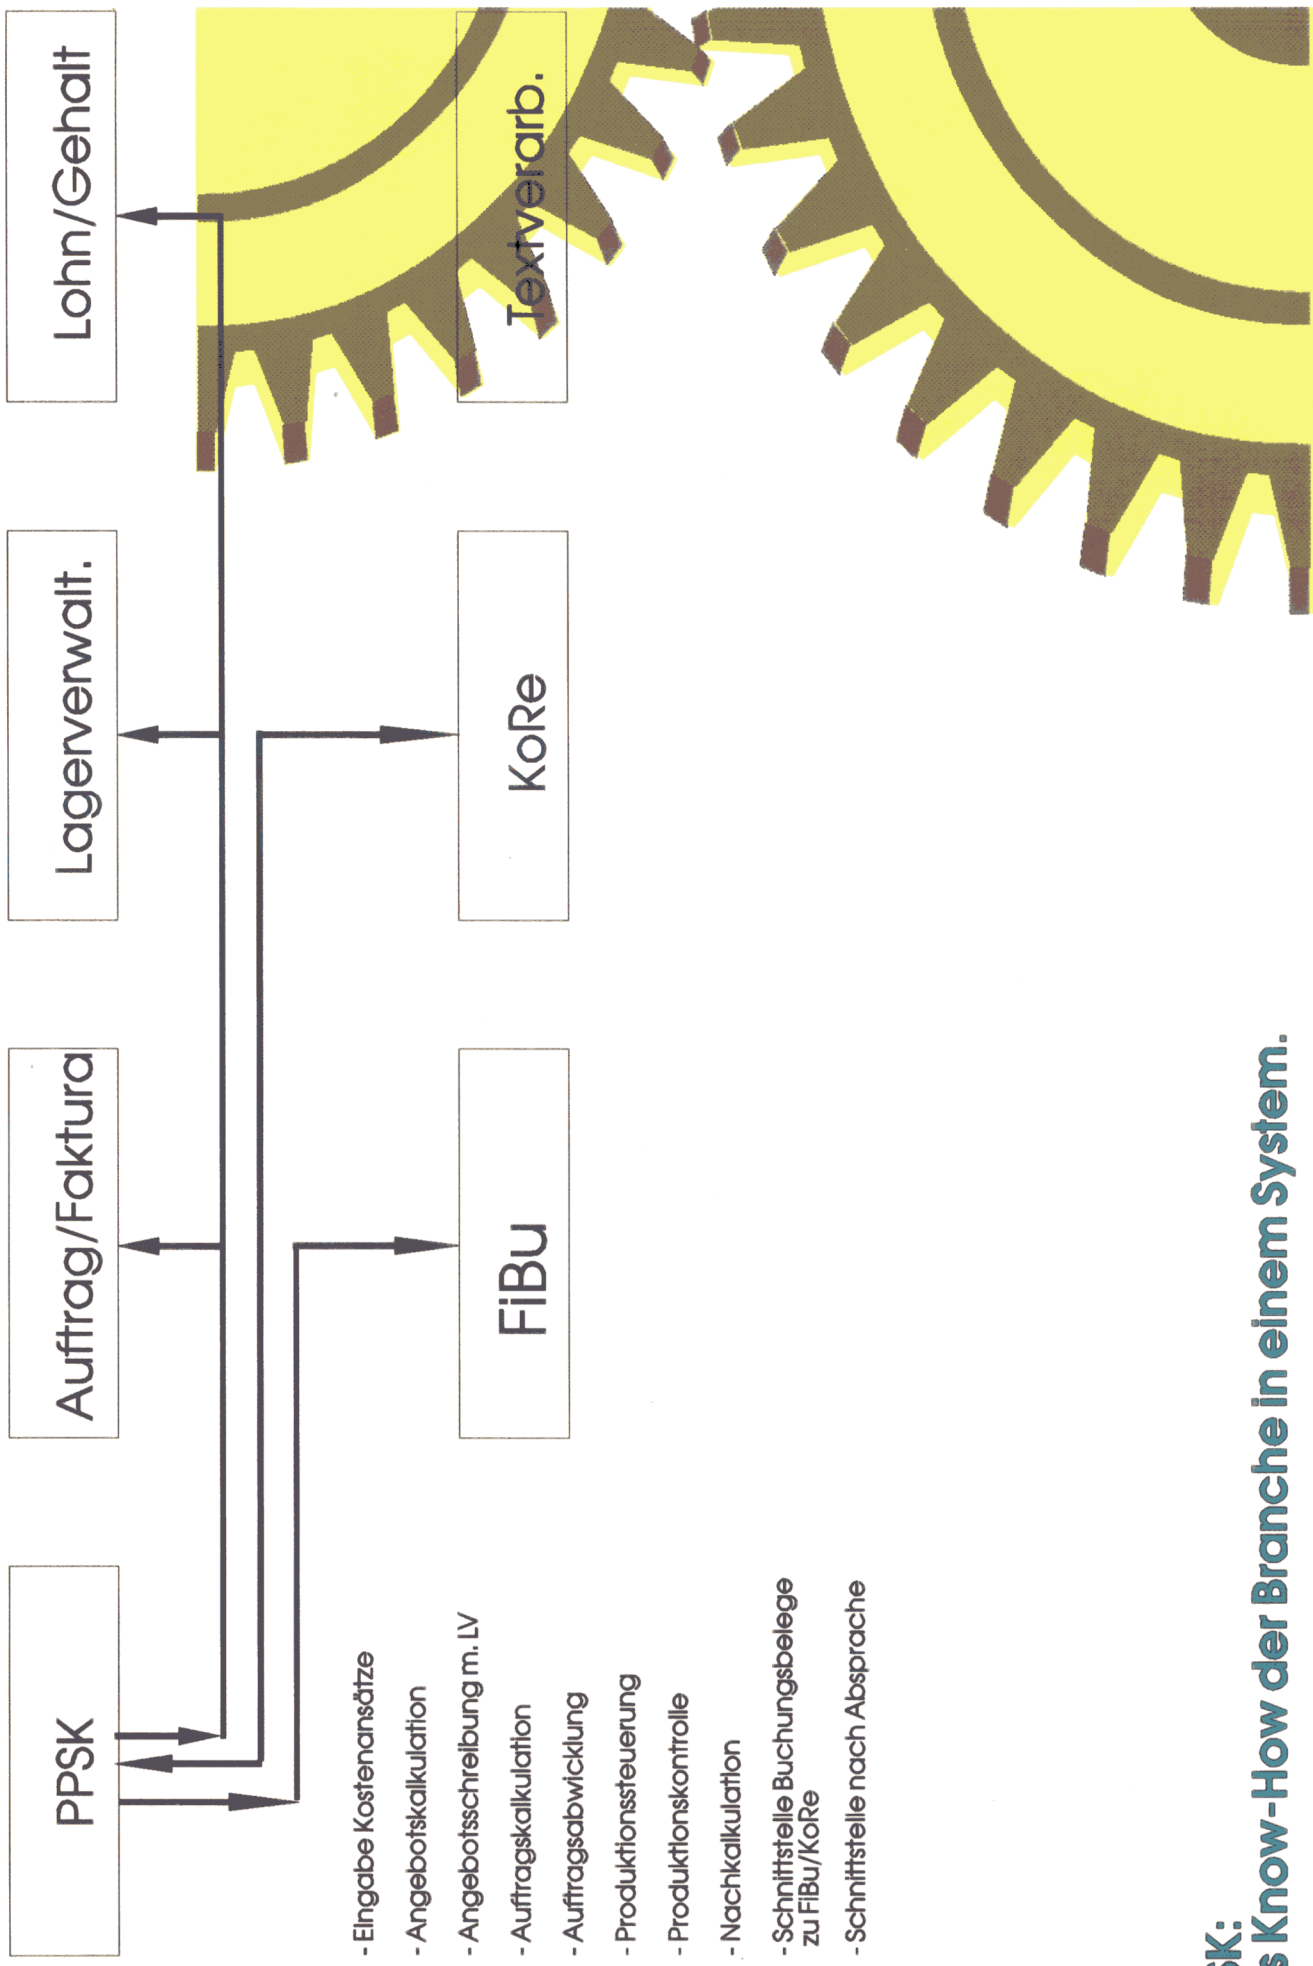 PPSK
Auftrag/Faktura
Lagerverwalt.
Lohn/Gehalt
FiBu
KoRe
Textverarb.
- Eingabe Kostenansätze
- Angebotskalkulation
- Angebotsschreibung m. LV
- Auftragskalkulation
- Auftragsabwicklung
- Produktionssteuerung
- Produktionskontrolle
- Nachkalkulation
- Schnittstelle Buchungsbelege
zu FiBu/KoRe
- Schnittstelle nach Absprache
SK:
s Know-How der Branche in einem System.